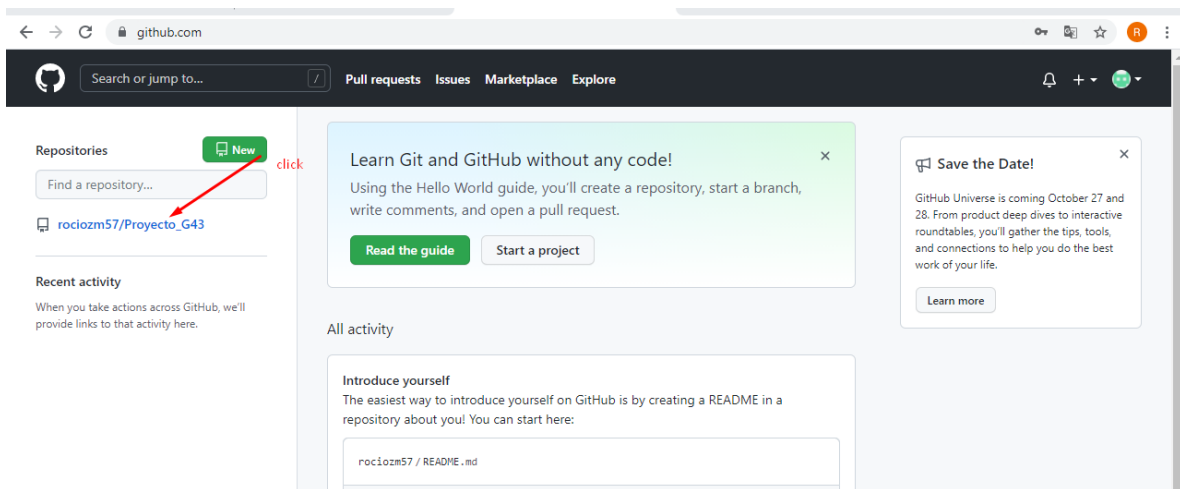 github.com
R
Search or jump to...
/
Pull requests Issues Marketplace Explore
Repositories
New
click
Find a repository...
rociozm57/Proyecto_G43
Recent activity
When you take actions across GitHub, we'll
provide links to that activity here.
Learn Git and GitHub without any code!
Using the Hello World guide, you'll create a repository, start a branch,
write comments, and open a pull request.
Read the guide
Start a project
All activity
Introduce yourself
The easiest way to introduce yourself on GitHub is by creating a README in a
repository about you! You can start here:
rociozm57 / README.md
Save the Date!
GitHub Universe is coming October 27 and
28. From product deep dives to interactive
roundtables, you'll gather the tips, tools,
and connections to help you do the best
work of your life.
Learn more